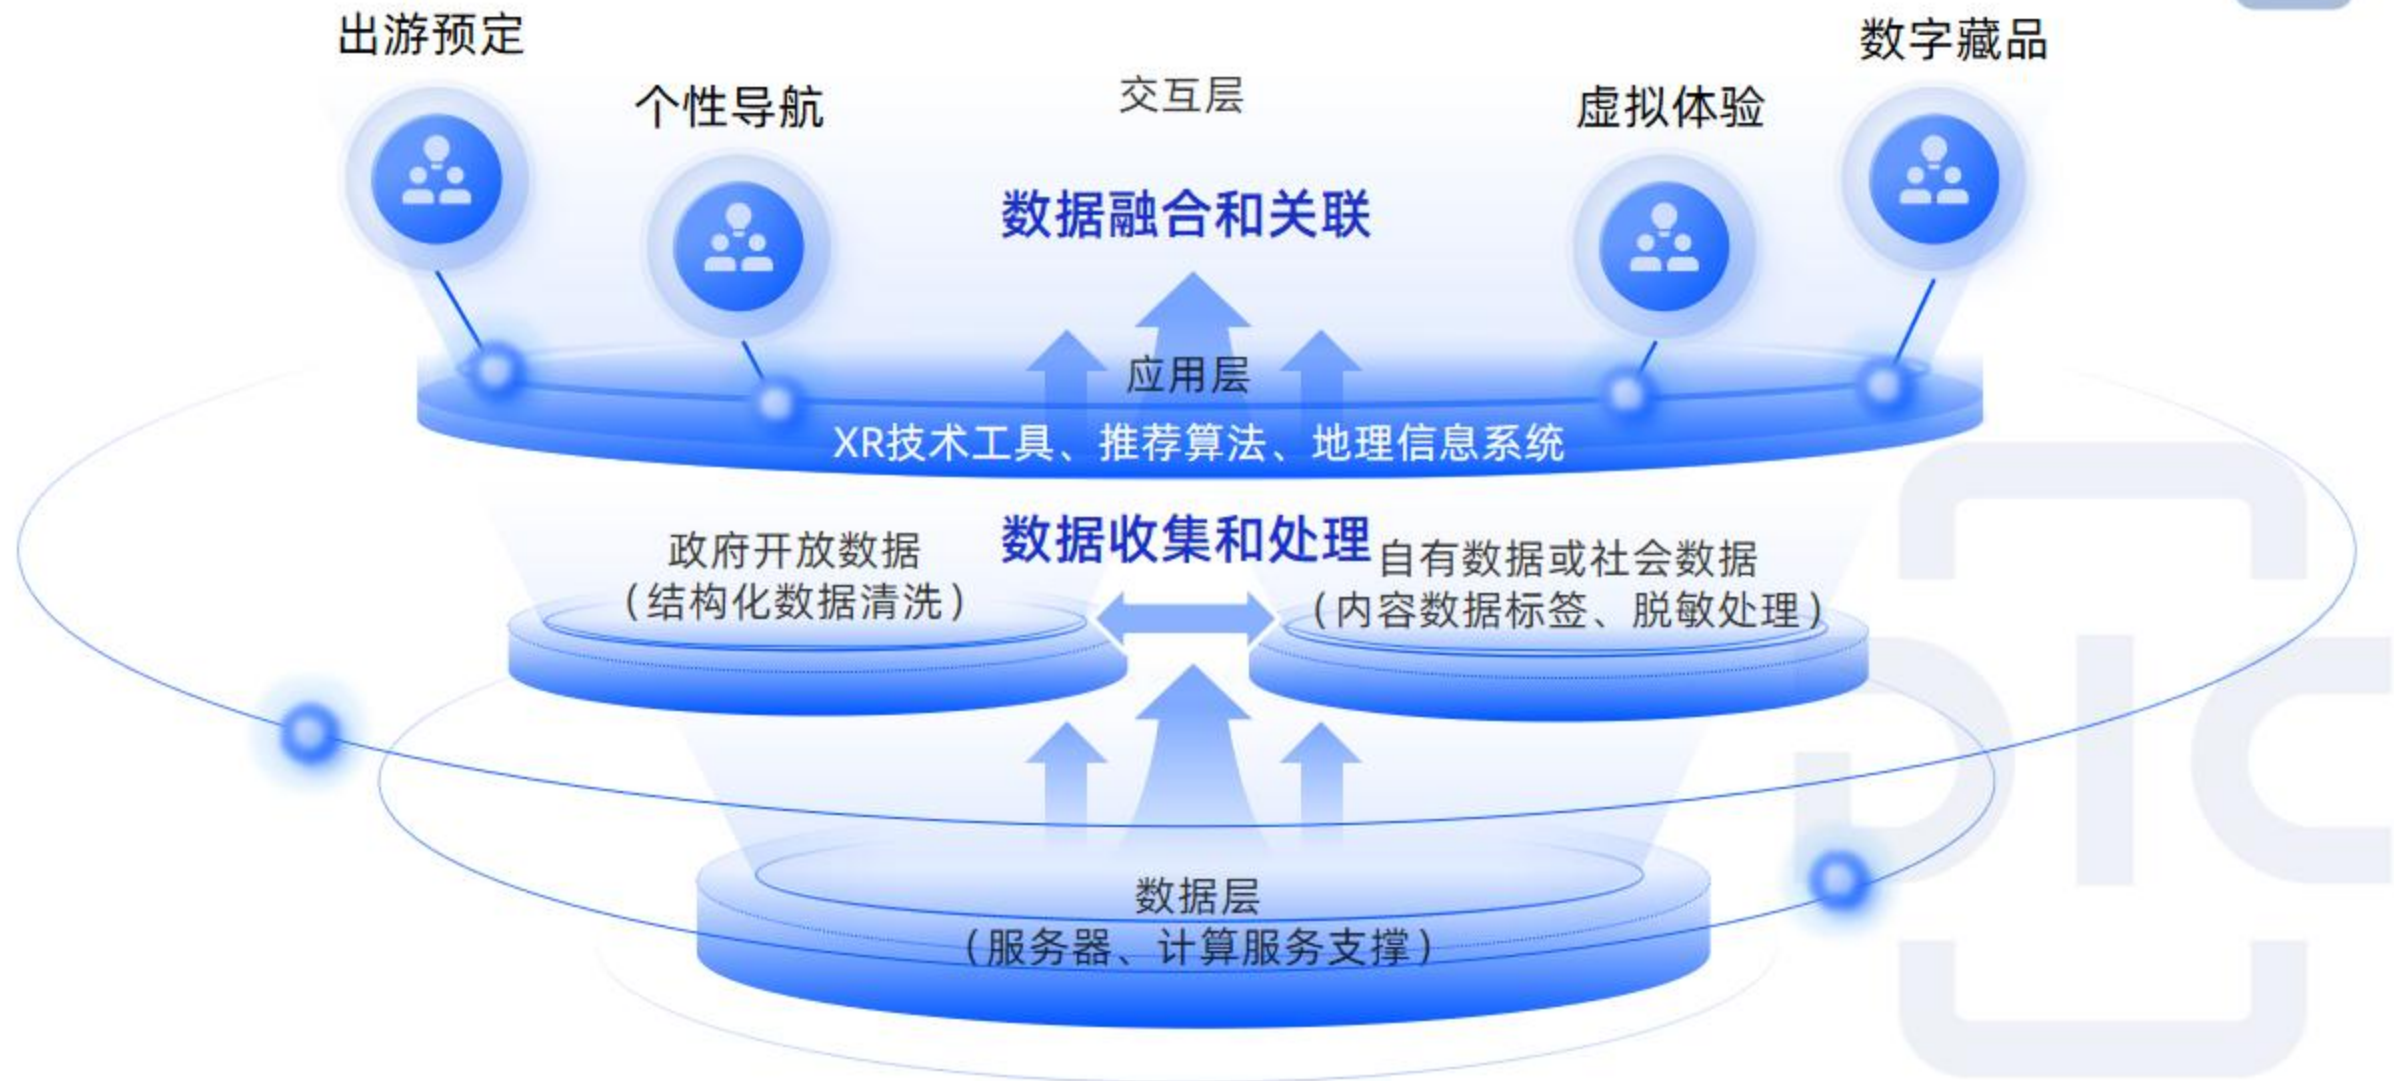 出游预定
数字藏品
个性导航
交互层
虚拟体验
数据融合和关联
应用层
XR技术工具、推荐算法、地理信息系统
数据收集和处理
政府开放数据
（结构化数据清洗）
自有数据或社会数据
（内容数据标签、脱敏处理）
数据层
（服务器、计算服务支撑）
DIC